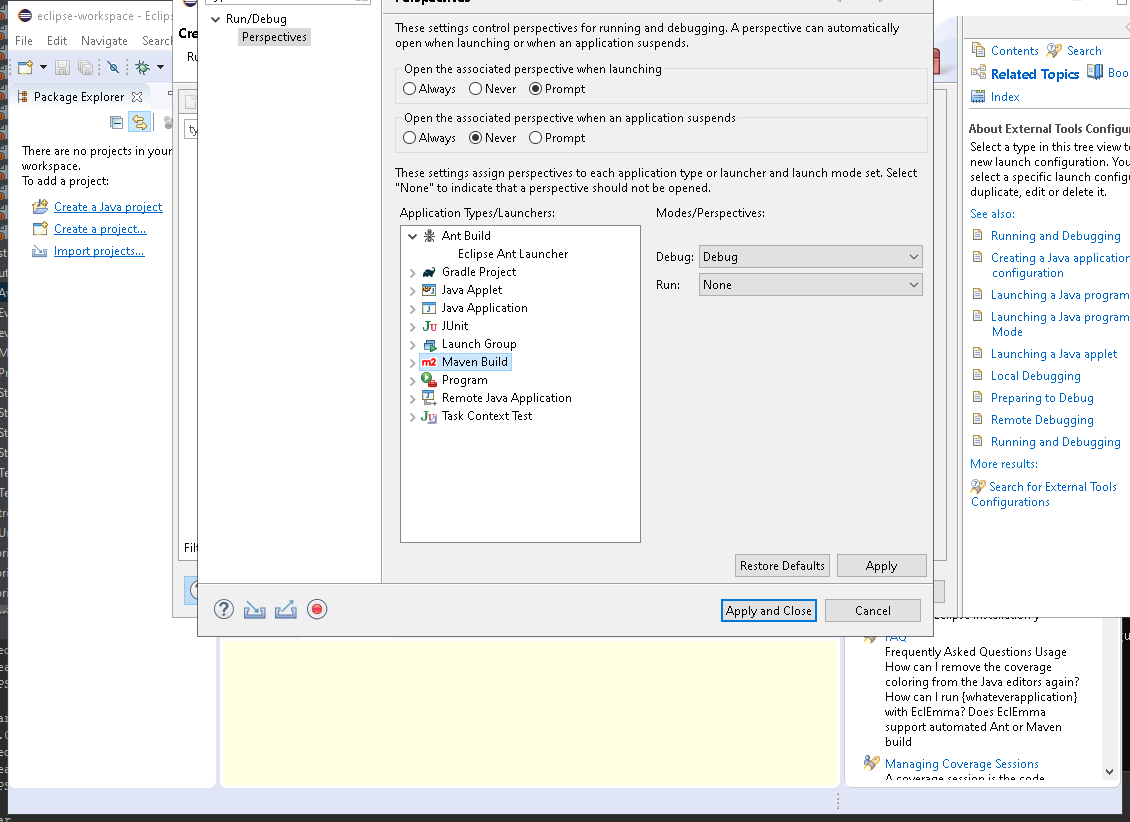 eclipse-workspace - Eclips
File Edit Navigate Search
Package Explorer
There are no projects in your
workspace.
To add a project:
Create a Java project
Create a project...
Import projects...
Cre
Ru
ty
Filt
Run/Debug
Perspectives
These settings control perspectives for running and debugging. A perspective can automatically
open when launching or when an application suspends.
Open the associated perspective when launching
Always Never Prompt
Open the associated perspective when an application suspends
Always Never Prompt
These settings assign perspectives to each application type or launcher and launch mode set. Select
"None" to indicate that a perspective should not be opened.
Application Types/Launchers:
Ant Build
Eclipse Ant Launcher
Gradle Project
Java Applet
Java Application
JUnit
Launch Group
m2 Maven Build
Program
Remote Java Application
Task Context Test
Modes/Perspectives:
Debug: Debug
Run: None
Restore Defaults
Apply
Apply and Close
Cancel
Contents Search
Related Topics Boo
Index
About External Tools Configu
Select a type in this tree view to
new launch configuration. You
select a specific launch config
duplicate, edit or delete it.
See also:
Running and Debugging
Creating a Java application
configuration
Launching a Java program
Launching a Java program
Mode
Launching a Java applet
Local Debugging
Preparing to Debug
Remote Debugging
Running and Debugging
More results:
Search for External Tools
Configurations
FAQ
Frequently Asked Questions Usage
How can I remove the coverage
coloring from the Java editors again?
How can I run {whateverapplication}
with EclEmma? Does EclEmma
support automated Ant or Maven
build
Managing Coverage Sessions
A coverage session is the code